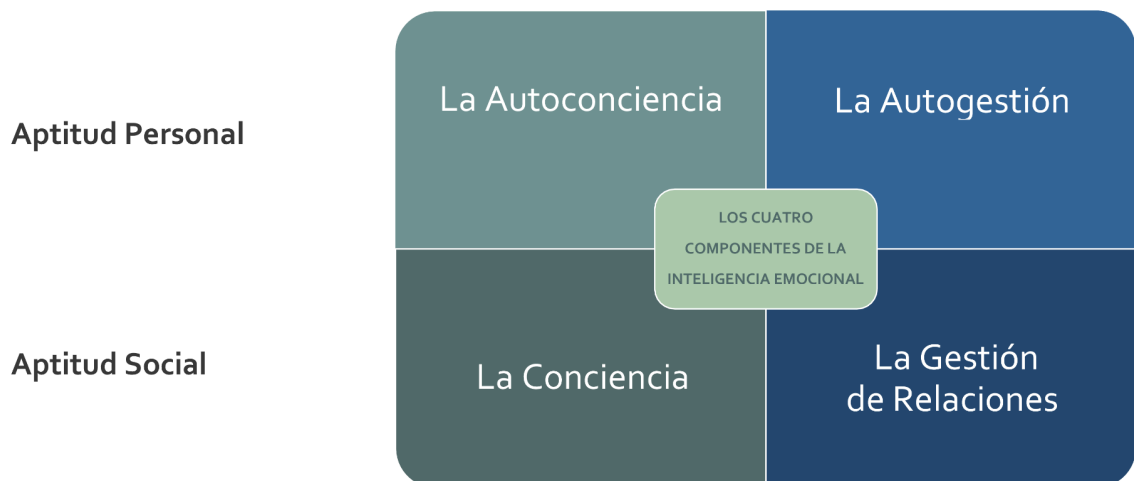 La Autoconciencia
La Autogestión
Aptitud Personal
LOS CUATRO
COMPONENTES DE LA
INTELIGENCIA EMOCIONAL
Aptitud Social
La Conciencia
La Gestión
de Relaciones